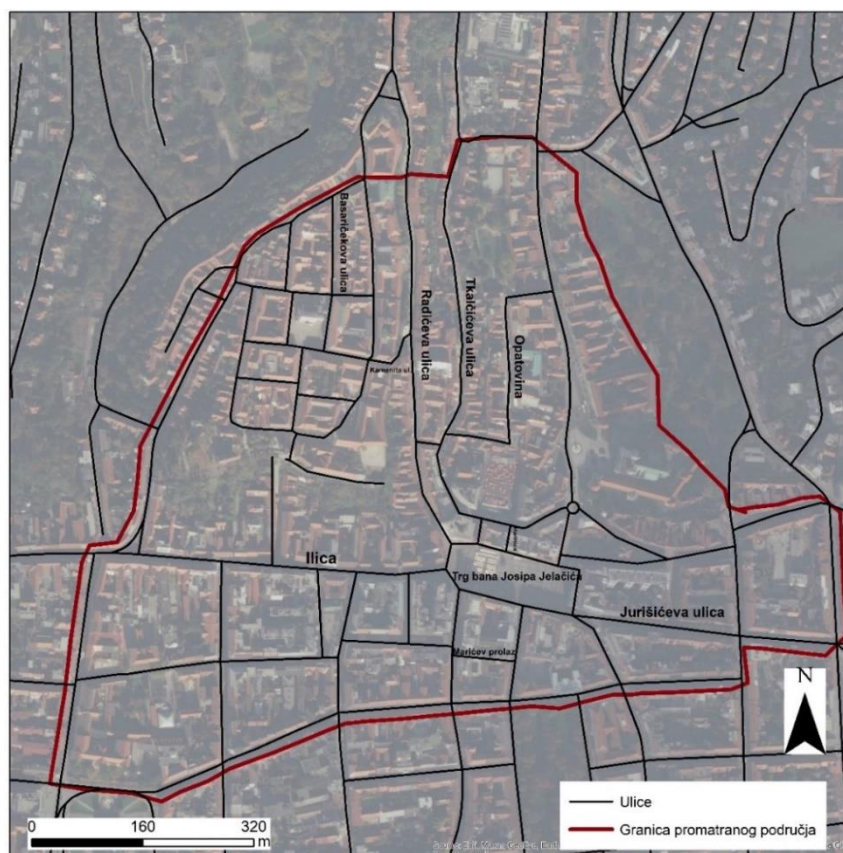 Basaričekova ulica
Radićeva ulica
Tkalčićeva ulica
Opatovina
Kamenita ul.
Ilica
Trg bana Josipa Jelačića
Jurišićeva ulica
Marićev prolaz
N
Ulice
Granica promatranog područja
0 160 320
m